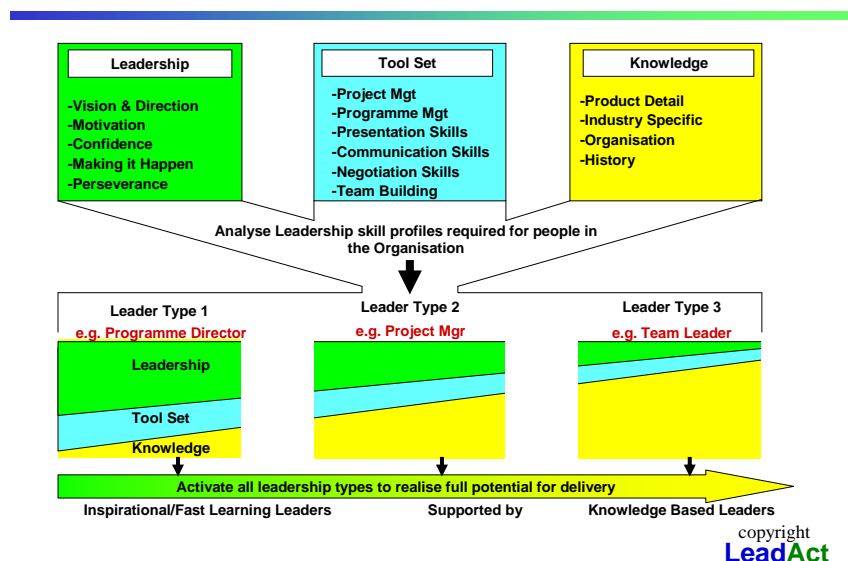 Leadership
-Vision & Direction
-Motivation
-Confidence
-Making it Happen
-Perseverance
Tool Set
-Project Mgt
-Programme Mgt
-Presentation Skills
-Communication Skills
-Negotiation Skills
-Team Building
Knowledge
-Product Detail
-Industry Specific
-Organisation
-History
Analyse Leadership skill profiles required for people in
the Organisation
Leader Type 1
e.g. Programme Director
Leader Type 2
e.g. Project Mgr
Leader Type 3
e.g. Team Leader
Leadership
Tool Set
Knowledge
Activate all leadership types to realise full potential for delivery
Inspirational/Fast Learning Leaders
Supported by
Knowledge Based Leaders
copyright
LeadAct